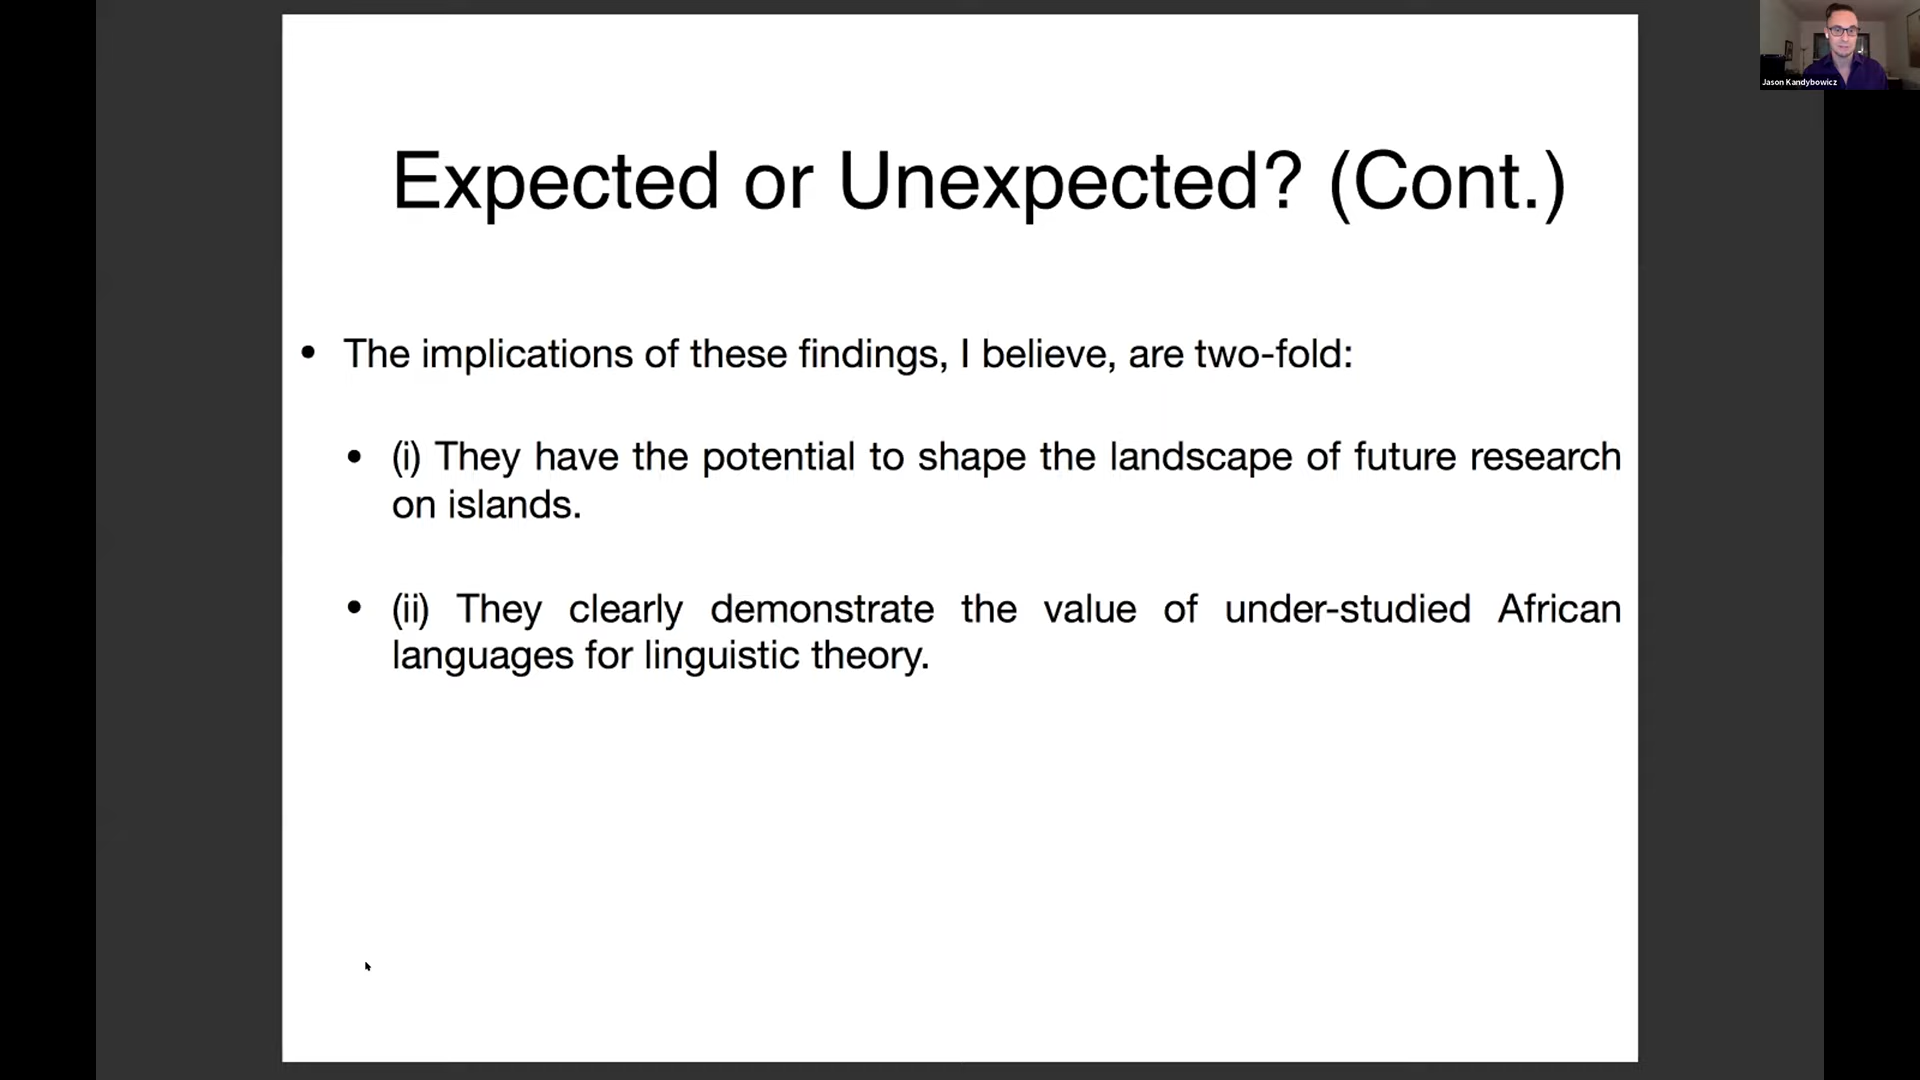 Jason Kandybowicz
Expected or Unexpected? (Cont.)
• The implications of these findings, I believe, are two-fold:
• (i) They have the potential to shape the landscape of future research
on islands.
• (ii) They clearly demonstrate the value of under-studied African
languages for linguistic theory.